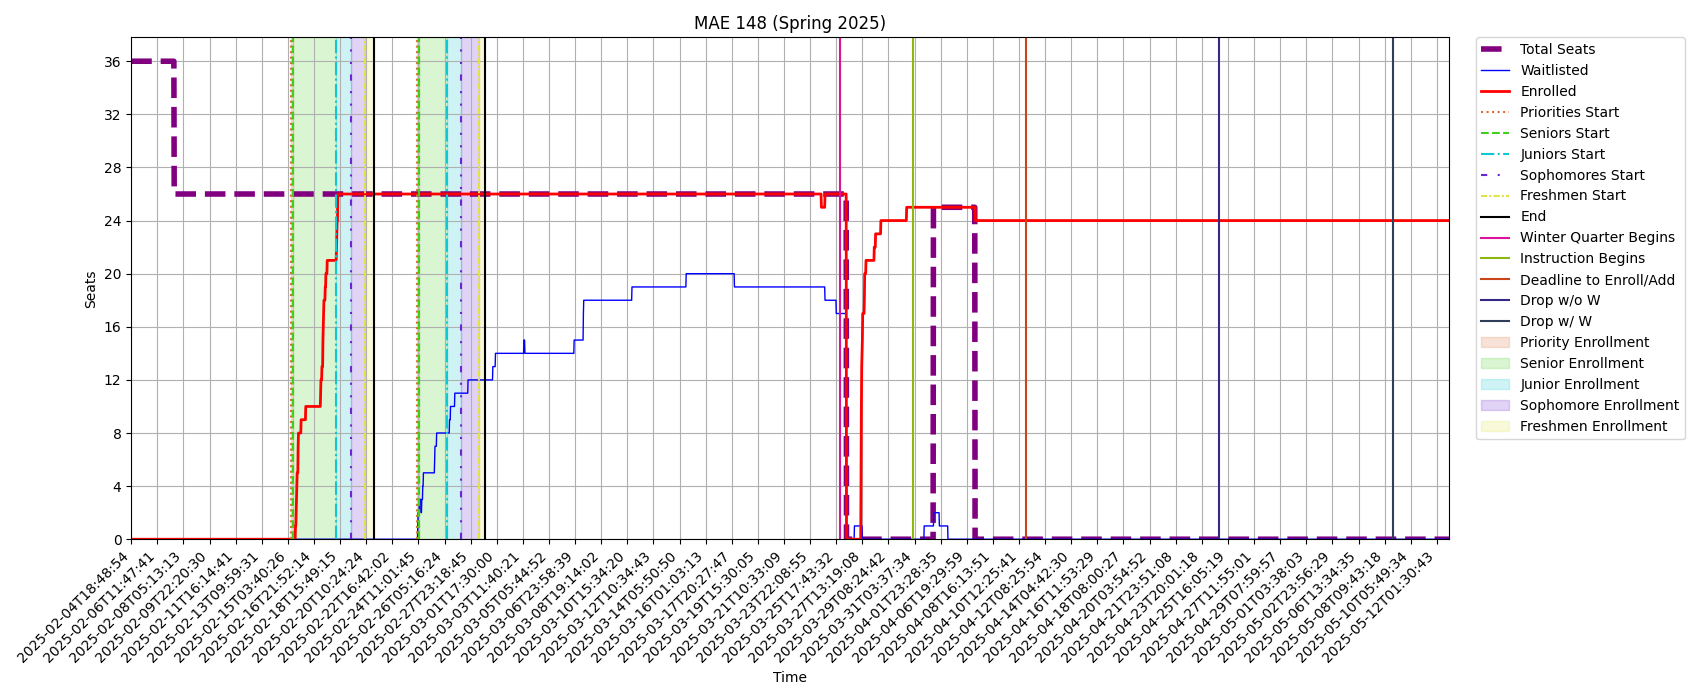 MAE 148 (Spring 2025)
Seats
36
32
28
24
20
16
12
8
4
0
2025-02-04T18:48:54
2025-02-06T11:47:41
2025-02-08T05:13:13
2025-02-09T22:20:30
2025-02-11T16:14:41
2025-02-13T09:59:31
2025-02-15T03:40:26
2025-02-16T21:52:14
2025-02-18T15:49:15
2025-02-20T10:24:24
2025-02-22T16:42:02
2025-02-24T11:01:45
2025-02-26T05:16:24
2025-02-27T23:18:45
2025-03-01T17:30:00
2025-03-03T11:40:21
2025-03-05T05:44:52
2025-03-06T23:58:39
2025-03-08T19:14:02
2025-03-10T15:34:20
2025-03-12T10:34:45
2025-03-14T05:50:50
2025-03-16T01:03:13
2025-03-17T20:27:47
2025-03-19T15:30:05
2025-03-21T10:33:09
2025-03-23T22:08:55
2025-03-25T17:43:32
2025-03-27T13:19:08
2025-03-29T08:24:42
2025-03-31T03:37:34
2025-04-01T23:28:35
2025-04-06T19:29:59
2025-04-08T16:13:51
2025-04-10T12:25:41
2025-04-12T08:25:54
2025-04-14T04:42:30
2025-04-16T11:53:29
2025-04-18T08:00:27
2025-04-20T03:54:52
2025-04-21T23:51:08
2025-04-23T20:01:18
2025-04-25T16:05:19
2025-04-27T11:55:01
2025-04-29T07:59:57
2025-05-01T03:38:03
2025-05-02T23:56:29
2025-05-06T13:34:35
2025-05-08T09:43:18
2025-05-10T05:49:34
2025-05-12T01:30:43
Time
Total Seats
Waitlisted
Enrolled
Priorities Start
Seniors Start
Juniors Start
Sophomores Start
Freshmen Start
End
Winter Quarter Begins
Instruction Begins
Deadline to Enroll/Add
Drop w/o W
Drop w/ W
Priority Enrollment
Senior Enrollment
Junior Enrollment
Sophomore Enrollment
Freshmen Enrollment